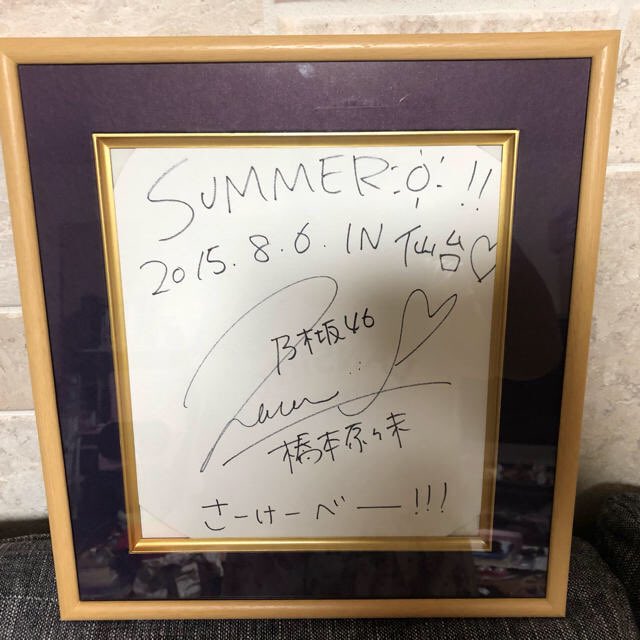 SUMMER!!
2015.8.6. IN 仙台♡
乃木坂46
橋本奈々未
さーけーべー!!!